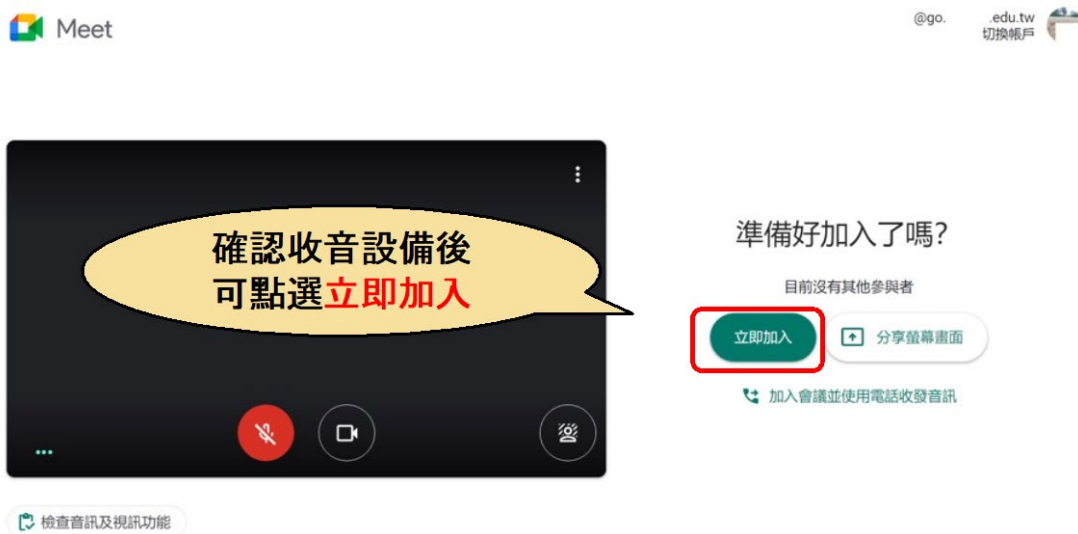 Meet
@go. .edu.tw
切換帳戶
確認收音設備後
可點選立即加入
準備好加入了嗎?
目前沒有其他參與者
立即加入
分享螢幕畫面
加入會議並使用電話收發音訊
檢查音訊及視訊功能